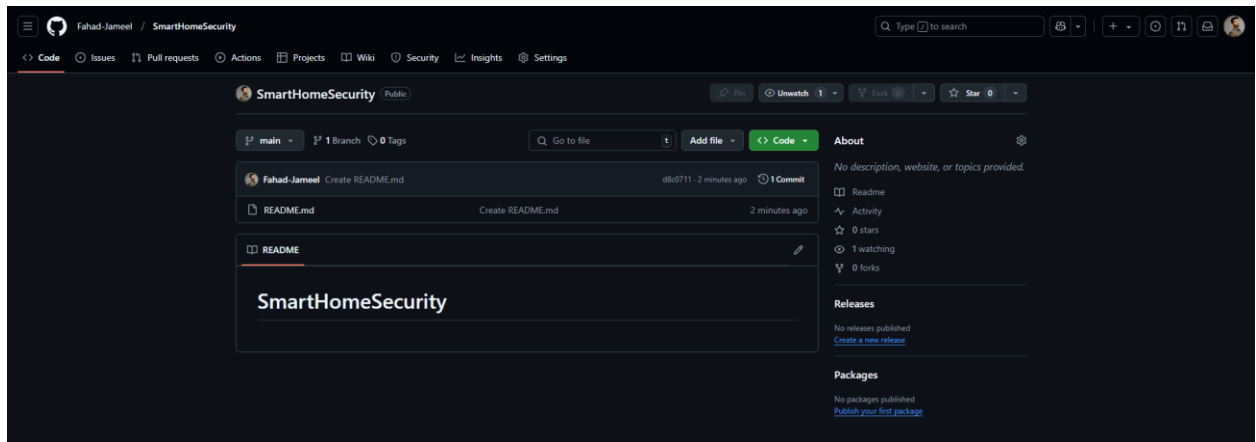 Fahad-Jameel / SmartHomeSecurity
Type / to search
Code Issues Pull requests Actions Projects Wiki Security Insights Settings
SmartHomeSecurity Public
Pin Unwatch 1 Fork 0 Star 0
main 1 Branch 0 Tags
Go to file t Add file Code
Fahad-Jameel Create README.md d8c0711 · 2 minutes ago 1 Commit
README.md Create README.md 2 minutes ago
README
SmartHomeSecurity
About
No description, website, or topics provided.
Readme
Activity
0 stars
1 watching
0 forks
Releases
No releases published
Create a new release
Packages
No packages published
Publish your first package